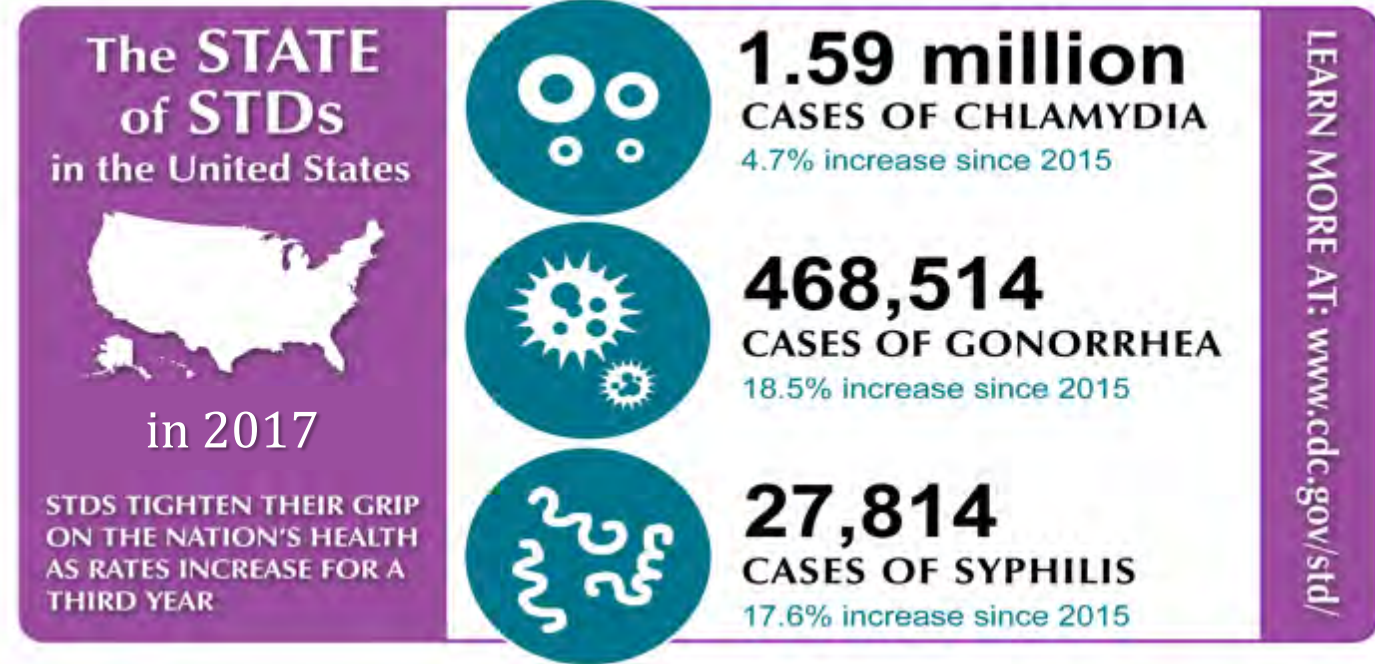 The STATE
of STDs
in the United States
in 2017
STDS TIGHTEN THEIR GRIP
ON THE NATION'S HEALTH
AS RATES INCREASE FOR A
THIRD YEAR
1.59 million
CASES OF CHLAMYDIA
4.7% increase since 2015
468,514
CASES OF GONORRHEA
18.5% increase since 2015
27,814
CASES OF SYPHILIS
17.6% increase since 2015
LEARN MORE AT: www.cdc.gov/std/